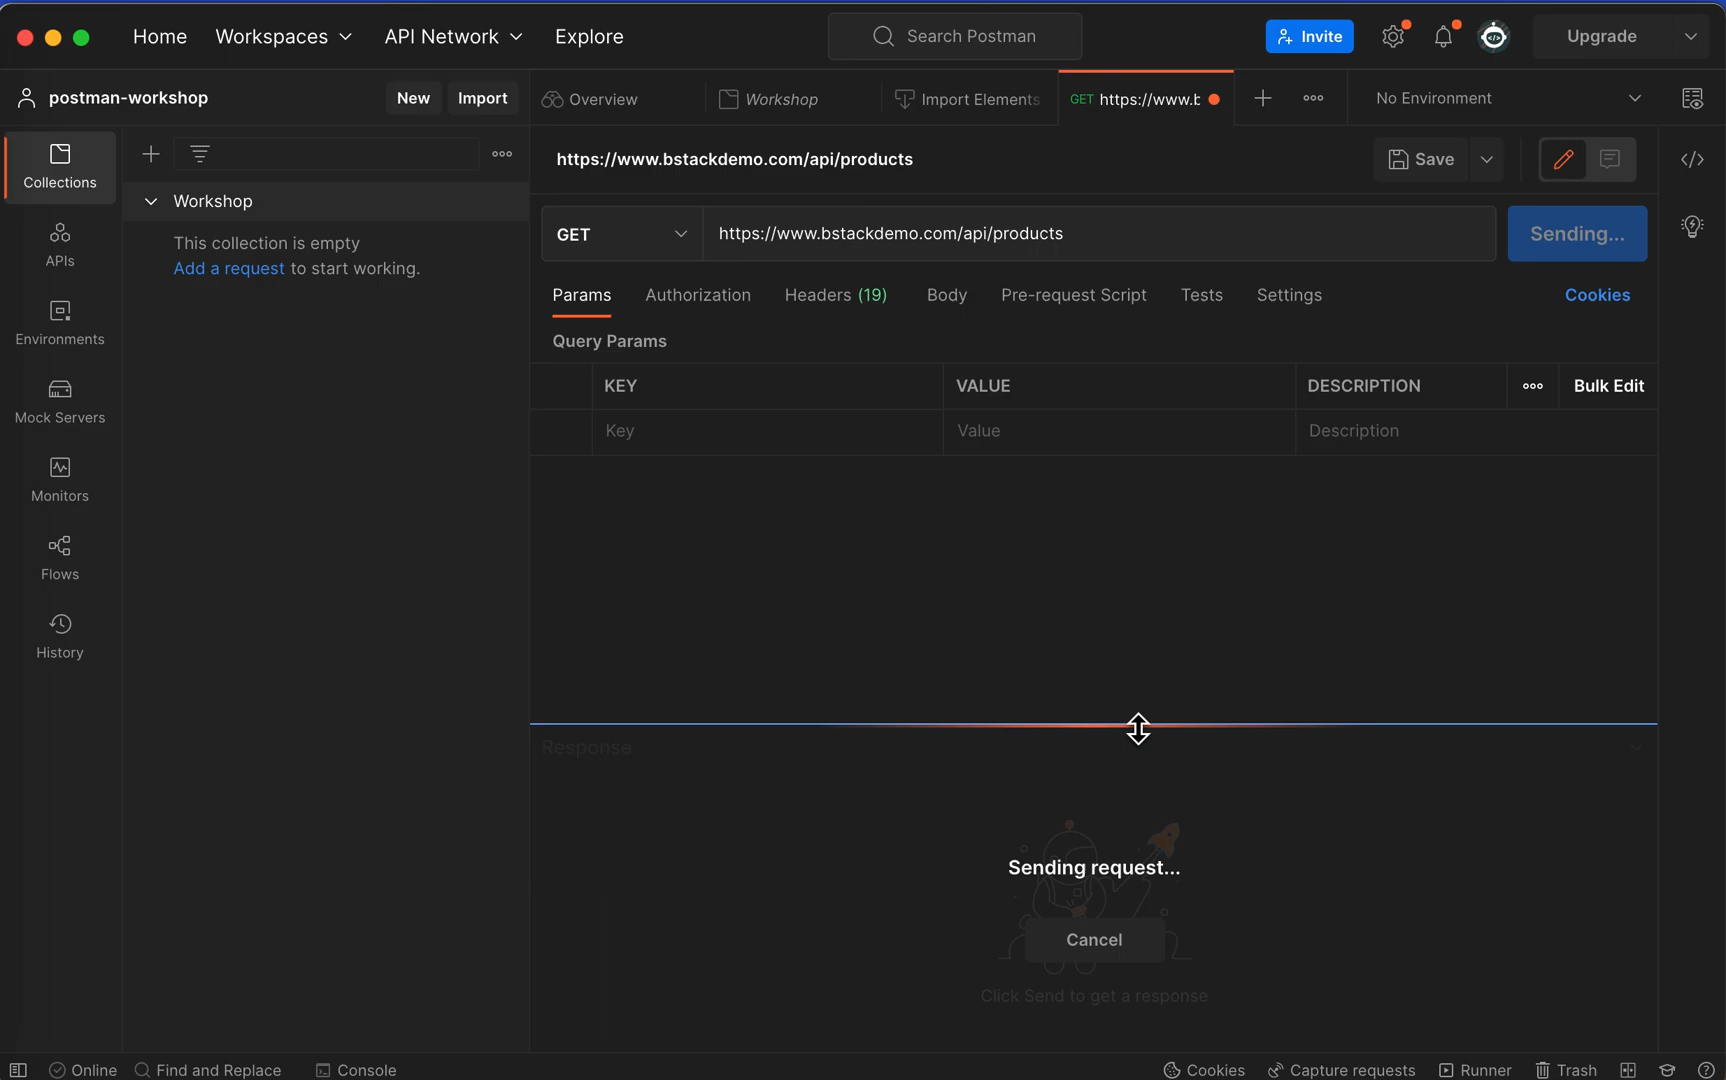 Home Workspaces API Network Explore Search Postman Invite Upgrade
postman-workshop New Import Overview Workshop Import Elements GET https://www.b No Environment
Collections
https://www.bstackdemo.com/api/products Save
Workshop
This collection is empty
Add a request to start working.
GET https://www.bstackdemo.com/api/products Sending...
APIs
Params Authorization Headers (19) Body Pre-request Script Tests Settings Cookies
Environments
Query Params
KEY VALUE DESCRIPTION Bulk Edit
Mock Servers
Key Value Description
Monitors
Flows
History
Response
Sending request...
Cancel
Click Send to get a response
Online Find and Replace Console Cookies Capture requests Runner Trash